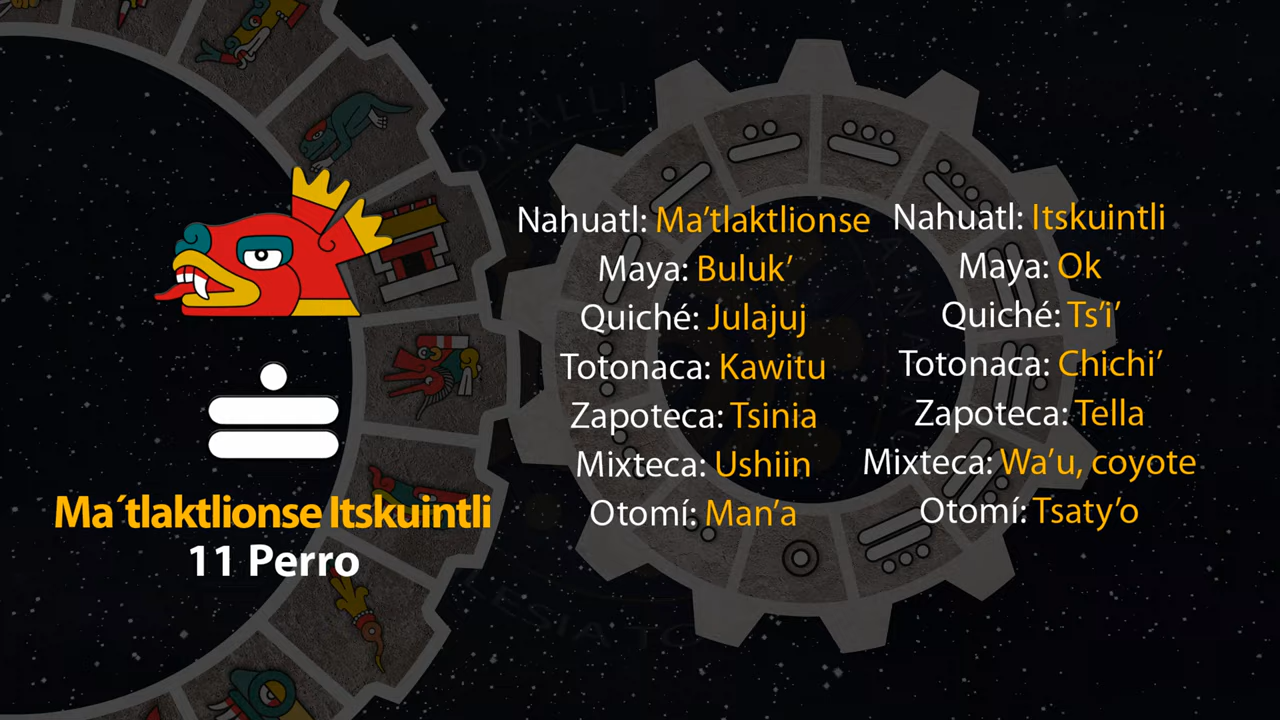 Nahuatl: Ma’tlaktlionse
Maya: Buluk’
Quiché: Julajuj
Totonaca: Kawitu
Zapoteca: Tsinia
Mixteca: Ushiin
Otomí: Man’a
Nahuatl: Itskuintli
Maya: Ok
Quiché: Ts’i’
Totonaca: Chichi’
Zapoteca: Tella
Mixteca: Wa’u, coyote
Otomí: Tsaty’o
Ma´tlaktlionse Itskuintli
11 Perro